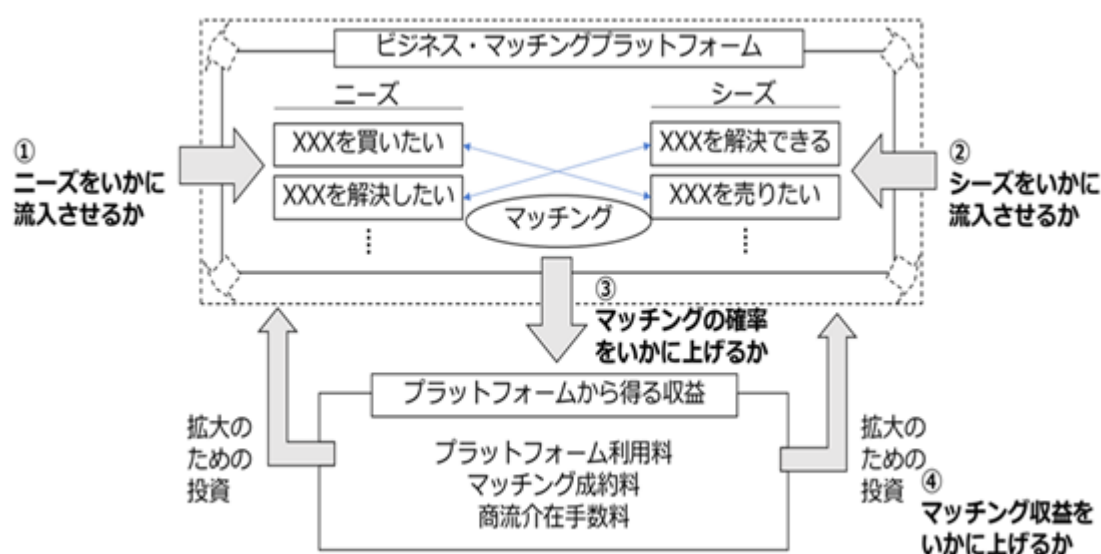 ビジネス・マッチングプラットフォーム
ニーズ
シーズ
XXXを買いたい
XXXを解決できる
XXXを解決したい
XXXを売りたい
マッチング
①
ニーズをいかに
流入させるか
②
シーズをいかに
流入させるか
③
マッチングの確率
をいかに上げるか
プラットフォームから得る収益
プラットフォーム利用料
マッチング成約料
商流介在手数料
拡大の
ための
投資
拡大の
ための
投資
④
マッチング収益を
いかに上げるか